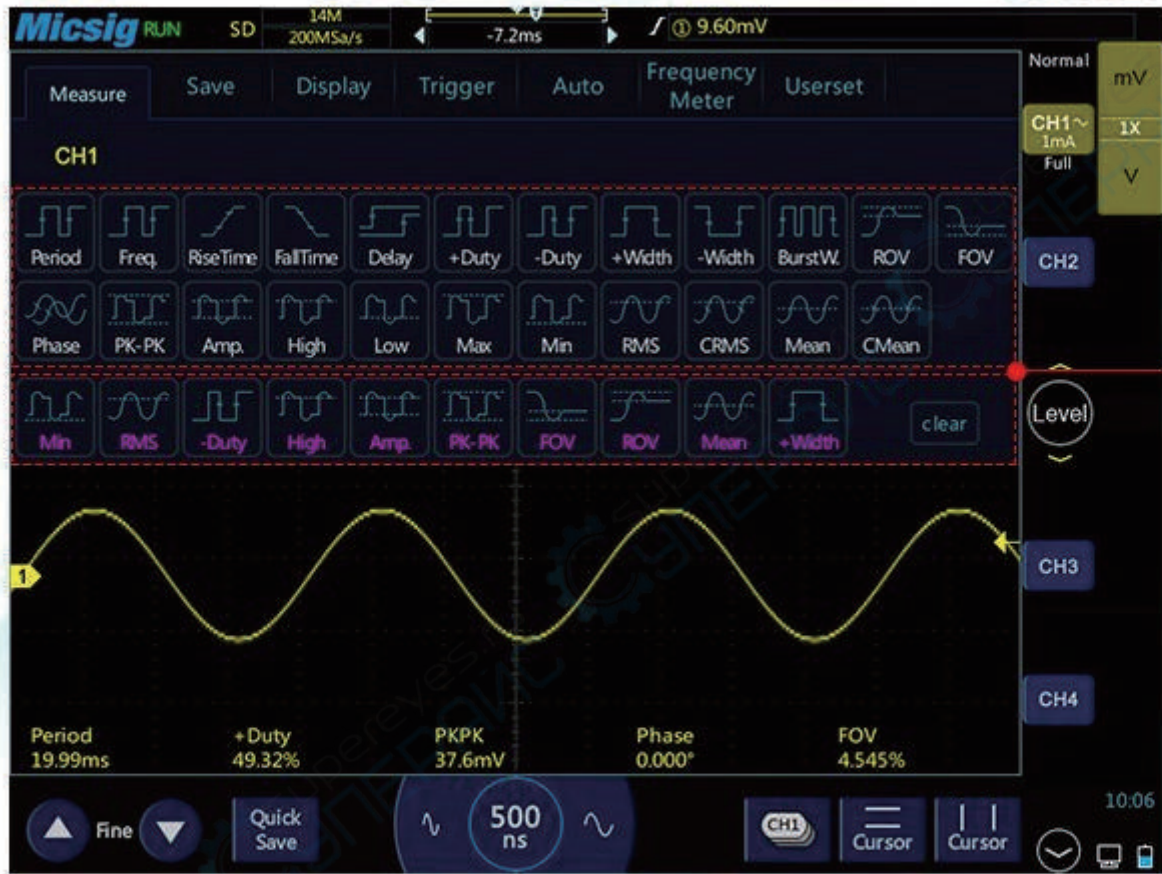 Micsig RUN SD 14M 200MSa/s -7.2ms ① 9.60mV
Measure Save Display Trigger Auto Frequency Meter Userset
Normal
mV
CH1
CH1~
1mA
1X
Full
V
Period Freq. RiseTime FallTime Delay +Duty -Duty +Width -Width BurstW. ROV FOV
CH2
Phase PK-PK Amp. High Low Max Min RMS CRMS Mean CMean
Min RMS -Duty High Amp. PK-PK FOV ROV Mean +Width clear
Level
1
CH3
CH4
Period +Duty PKPK Phase FOV
19.99ms 49.32% 37.6mV 0.000° 4.545%
Fine Quick Save 500 ns CH1 Cursor Cursor
10:06